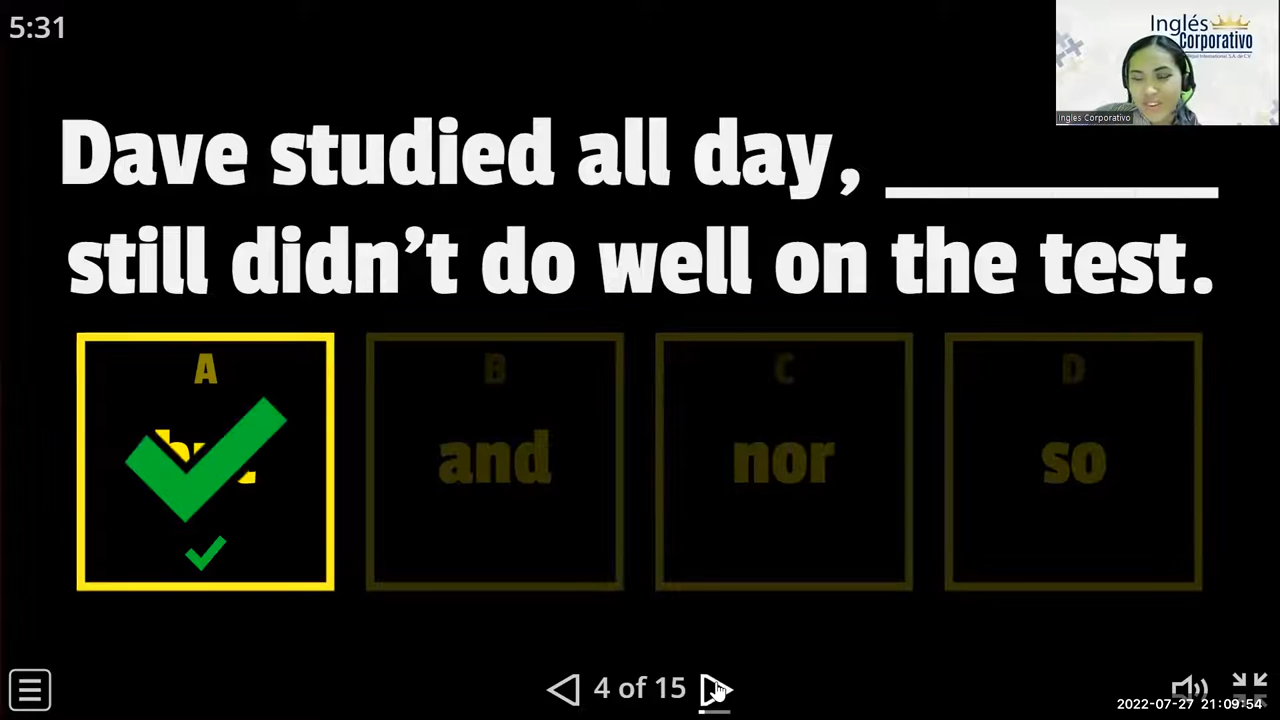 5:31
Inglés
Corporativo
Ingles Corporativo
Dave studied all day, ________
still didn't do well on the test.
A
B
and
C
nor
D
so
4 of 15
2022-07-27 21:09:54